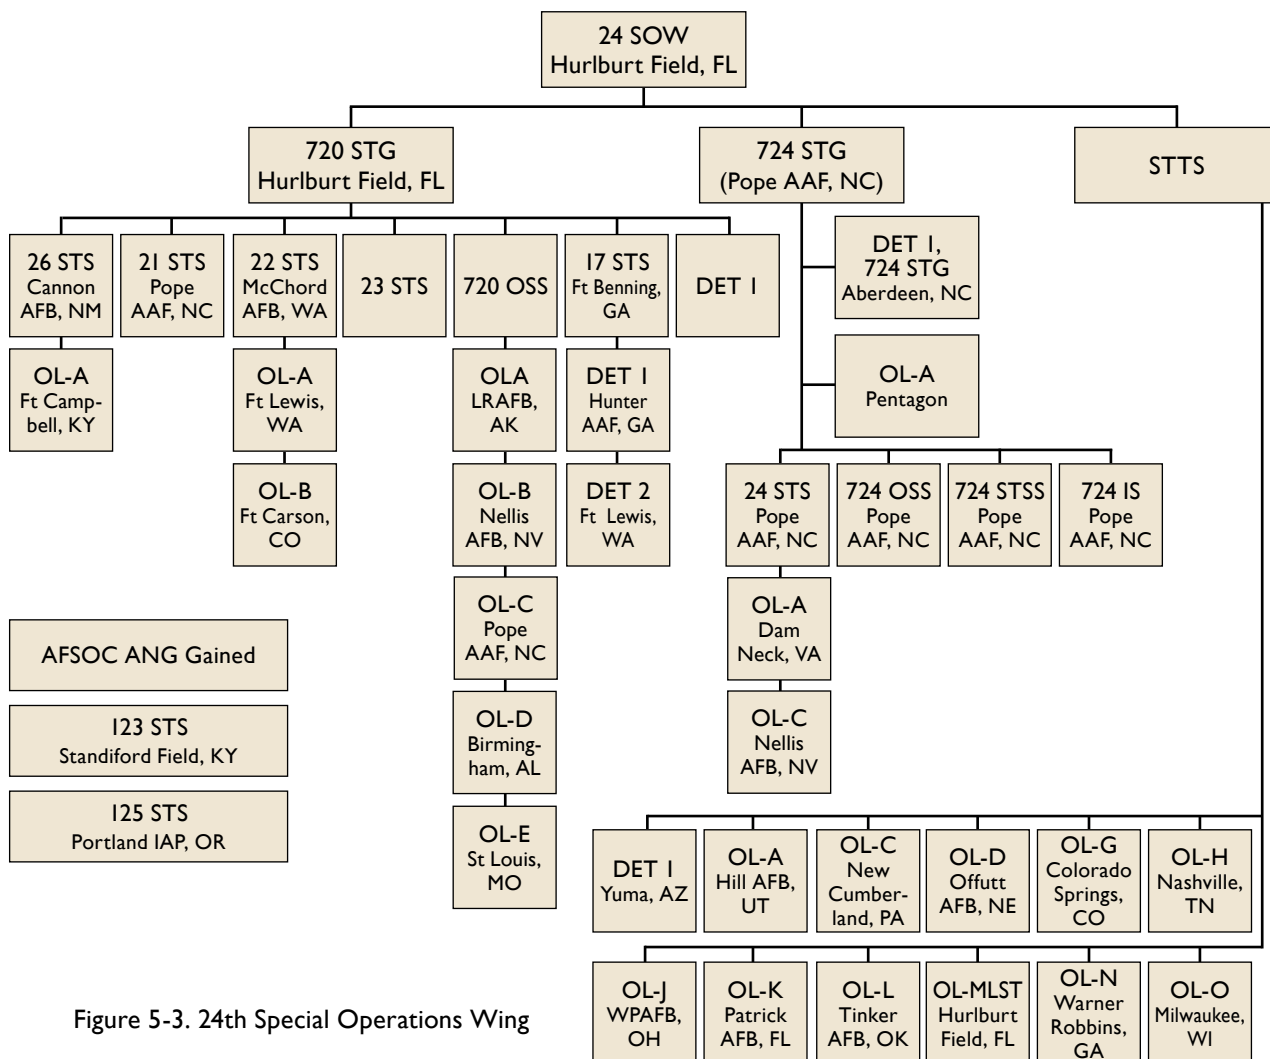 24 SOW
Hurlburt Field, FL
720 STG
Hurlburt Field, FL
724 STG
(Pope AAF, NC)
STTS
26 STS
Cannon
AFB, NM
21 STS
Pope
AAF, NC
22 STS
McChord
AFB, WA
23 STS
720 OSS
17 STS
Ft Benning,
GA
DET 1
DET 1,
724 STG
Aberdeen, NC
OL-A
Ft Camp-
bell, KY
OL-A
Ft Lewis,
WA
OLA
LRAFB,
AK
DET 1
Hunter
AAF, GA
OL-A
Pentagon
OL-B
Ft Carson,
CO
OL-B
Nellis
AFB, NV
DET 2
Ft Lewis,
WA
24 STS
Pope
AAF, NC
724 OSS
Pope
AAF, NC
724 STSS
Pope
AAF, NC
724 IS
Pope
AAF, NC
OL-C
Pope
AAF, NC
OL-A
Dam
Neck, VA
OL-D
Birming-
ham, AL
OL-C
Nellis
AFB, NV
OL-E
St Louis,
MO
AFSOC ANG Gained
123 STS
Standiford Field, KY
125 STS
Portland IAP, OR
DET 1
Yuma, AZ
OL-A
Hill AFB,
UT
OL-C
New
Cumber-
land, PA
OL-D
Offutt
AFB, NE
OL-G
Colorado
Springs,
CO
OL-H
Nashville,
TN
OL-J
WPAFB,
OH
OL-K
Patrick
AFB, FL
OL-L
Tinker
AFB, OK
OL-MLST
Hurlburt
Field, FL
OL-N
Warner
Robbins,
GA
OL-O
Milwaukee,
WI
Figure 5-3. 24th Special Operations Wing